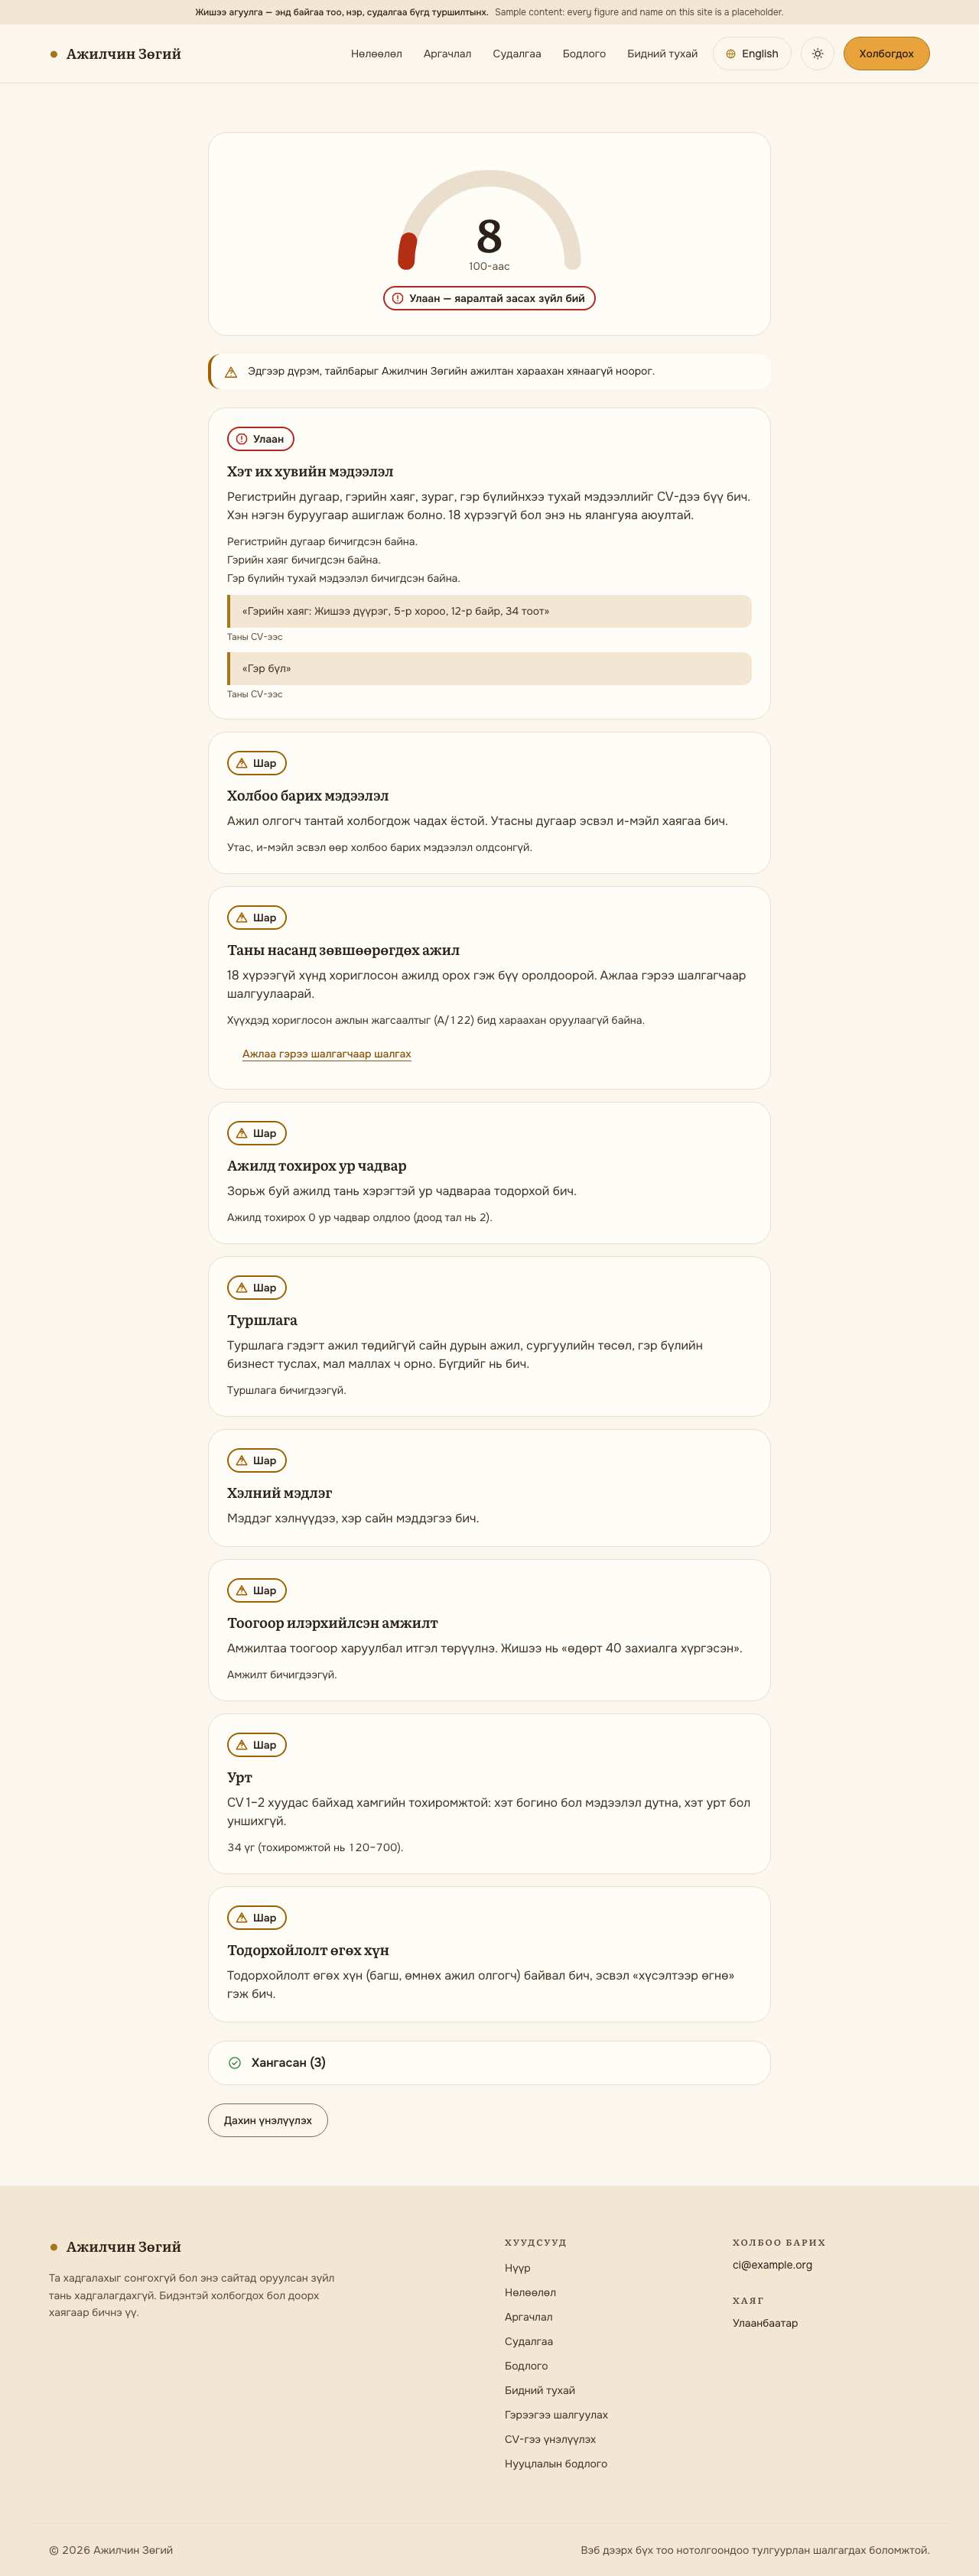 Жишээ агуулга — энд байгаа тоо, нэр, судалгаа бүгд туршилтынх. Sample content: every figure and name on this site is a placeholder.
Ажилчин Зөгий
Нөлөөлөл
Аргачлал
Судалгаа
Бодлого
Бидний тухай
English
Холбогдох
8
100-аас
Улаан — яаралтай засах зүйл бий
Эдгээр дүрэм, тайлбарыг Ажилчин Зөгийн ажилтан хараахан хянаагүй ноорог.
Улаан
Хэт их хувийн мэдээлэл
Регистрийн дугаар, гэрийн хаяг, зураг, гэр бүлийнхээ тухай мэдээллийг CV-дээ бүү бич.
Хэн нэгэн буруугаар ашиглаж болно. 18 хүрээгүй бол энэ нь ялангуяа аюултай.
Регистрийн дугаар бичигдсэн байна.
Гэрийн хаяг бичигдсэн байна.
Гэр бүлийн тухай мэдээлэл бичигдсэн байна.
«Гэрийн хаяг: Жишээ дүүрэг, 5-р хороо, 12-р байр, 34 тоот»
Таны CV-ээс
«Гэр бүл»
Таны CV-ээс
Шар
Холбоо барих мэдээлэл
Ажил олгогч тантай холбогдож чадах ёстой. Утасны дугаар эсвэл и-мэйл хаягаа бич.
Утас, и-мэйл эсвэл өөр холбоо барих мэдээлэл олдсонгүй.
Шар
Таны насанд зөвшөөрөгдөх ажил
18 хүрээгүй хүнд хориглосон ажилд орох гэж бүү оролдоорой. Ажлаа гэрээ шалгагчаар
шалгуулаарай.
Хүүхдэд хориглосон ажлын жагсаалтыг (А/122) бид хараахан оруулаагүй байна.
Ажлаа гэрээ шалгагчаар шалгах
Шар
Ажилд тохирох ур чадвар
Зорьж буй ажилд тань хэрэгтэй ур чадвараа тодорхой бич.
Ажилд тохирох 0 ур чадвар олдлоо (доод тал нь 2).
Шар
Туршлага
Туршлага гэдэгт ажил төдийгүй сайн дурын ажил, сургуулийн төсөл, гэр бүлийн
бизнест туслах, мал маллах ч орно. Бүгдийг нь бич.
Туршлага бичигдээгүй.
Шар
Хэлний мэдлэг
Мэддэг хэлнүүдээ, хэр сайн мэддэгээ бич.
Шар
Тоогоор илэрхийлсэн амжилт
Амжилтаа тоогоор харуулбал итгэл төрүүлнэ. Жишээ нь «өдөрт 40 захиалга хүргэсэн».
Амжилт бичигдээгүй.
Шар
Урт
CV 1–2 хуудас байхад хамгийн тохиромжтой: хэт богино бол мэдээлэл дутна, хэт урт бол
уншихгүй.
34 үг (тохиромжтой нь 120–700).
Шар
Тодорхойлолт өгөх хүн
Тодорхойлолт өгөх хүн (багш, өмнөх ажил олгогч) байвал бич, эсвэл «хүсэлтээр өгнө»
гэж бич.
Хангасан (3)
Дахин үнэлүүлэх
Ажилчин Зөгий
Та хадгалахыг сонгохгүй бол энэ сайтад оруулсан зүйл
тань хадгалагдахгүй. Бидэнтэй холбогдох бол доорх
хаягаар бичнэ үү.
ХУУДСУУД
Нүүр
Нөлөөлөл
Аргачлал
Судалгаа
Бодлого
Бидний тухай
Гэрээгээ шалгуулах
CV-гээ үнэлүүлэх
Нууцлалын бодлого
ХОЛБОО БАРИХ
ci@example.org
ХАЯГ
Улаанбаатар
© 2026 Ажилчин Зөгий
Вэб дээрх бүх тоо нотолгоондоо тулгуурлан шалгагдах боломжтой.